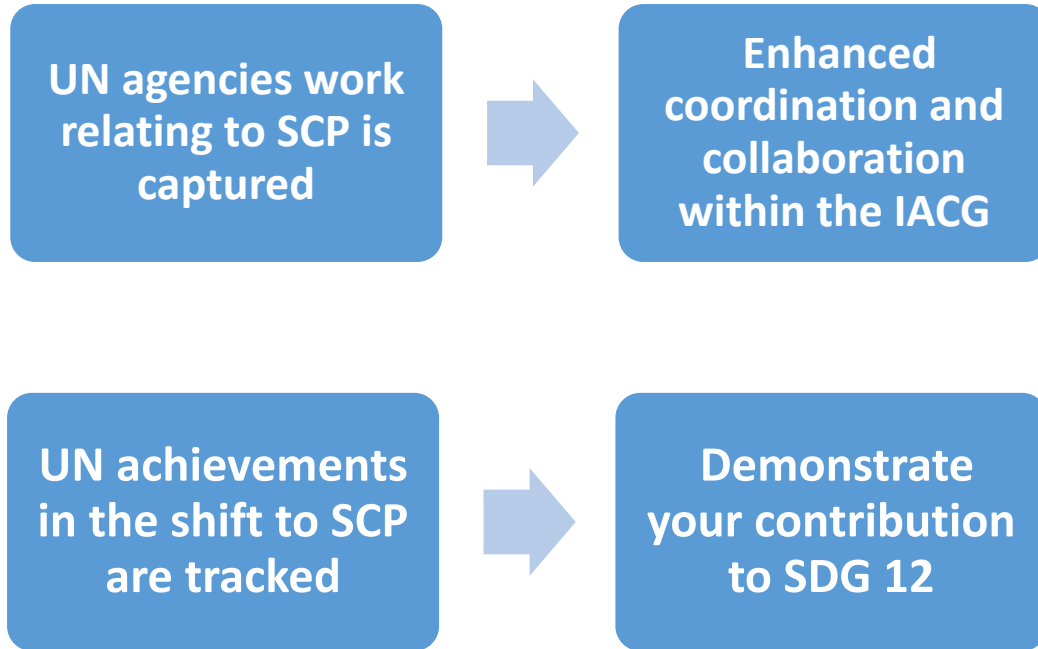 UN agencies work
relating to SCP is
captured
Enhanced
coordination and
collaboration
within the IACG
UN achievements
in the shift to SCP
are tracked
Demonstrate
your contribution
to SDG 12